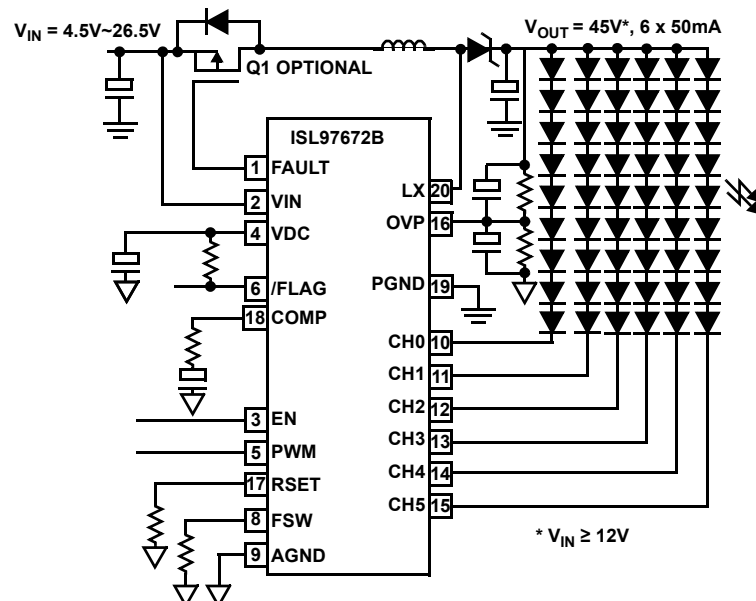 V_IN = 4.5V~26.5V
V_OUT = 45V*, 6 x 50mA
Q1 OPTIONAL
ISL97672B
1 FAULT
2 VIN
4 VDC
6 /FLAG
18 COMP
3 EN
5 PWM
17 RSET
8 FSW
9 AGND
LX 20
OVP 16
PGND 19
CH0 10
CH1 11
CH2 12
CH3 13
CH4 14
CH5 15
* V_IN ≥ 12V